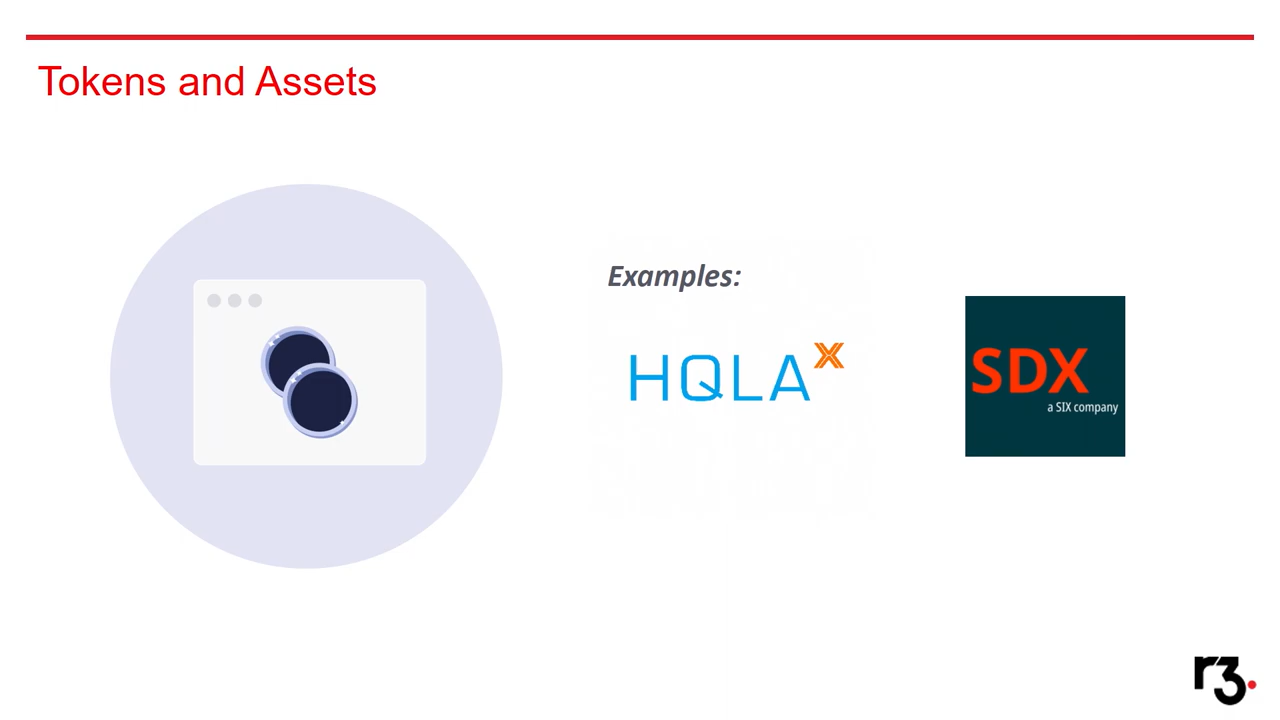 Tokens and Assets
Examples:
HQLAX
SDX
a SIX company
r3.